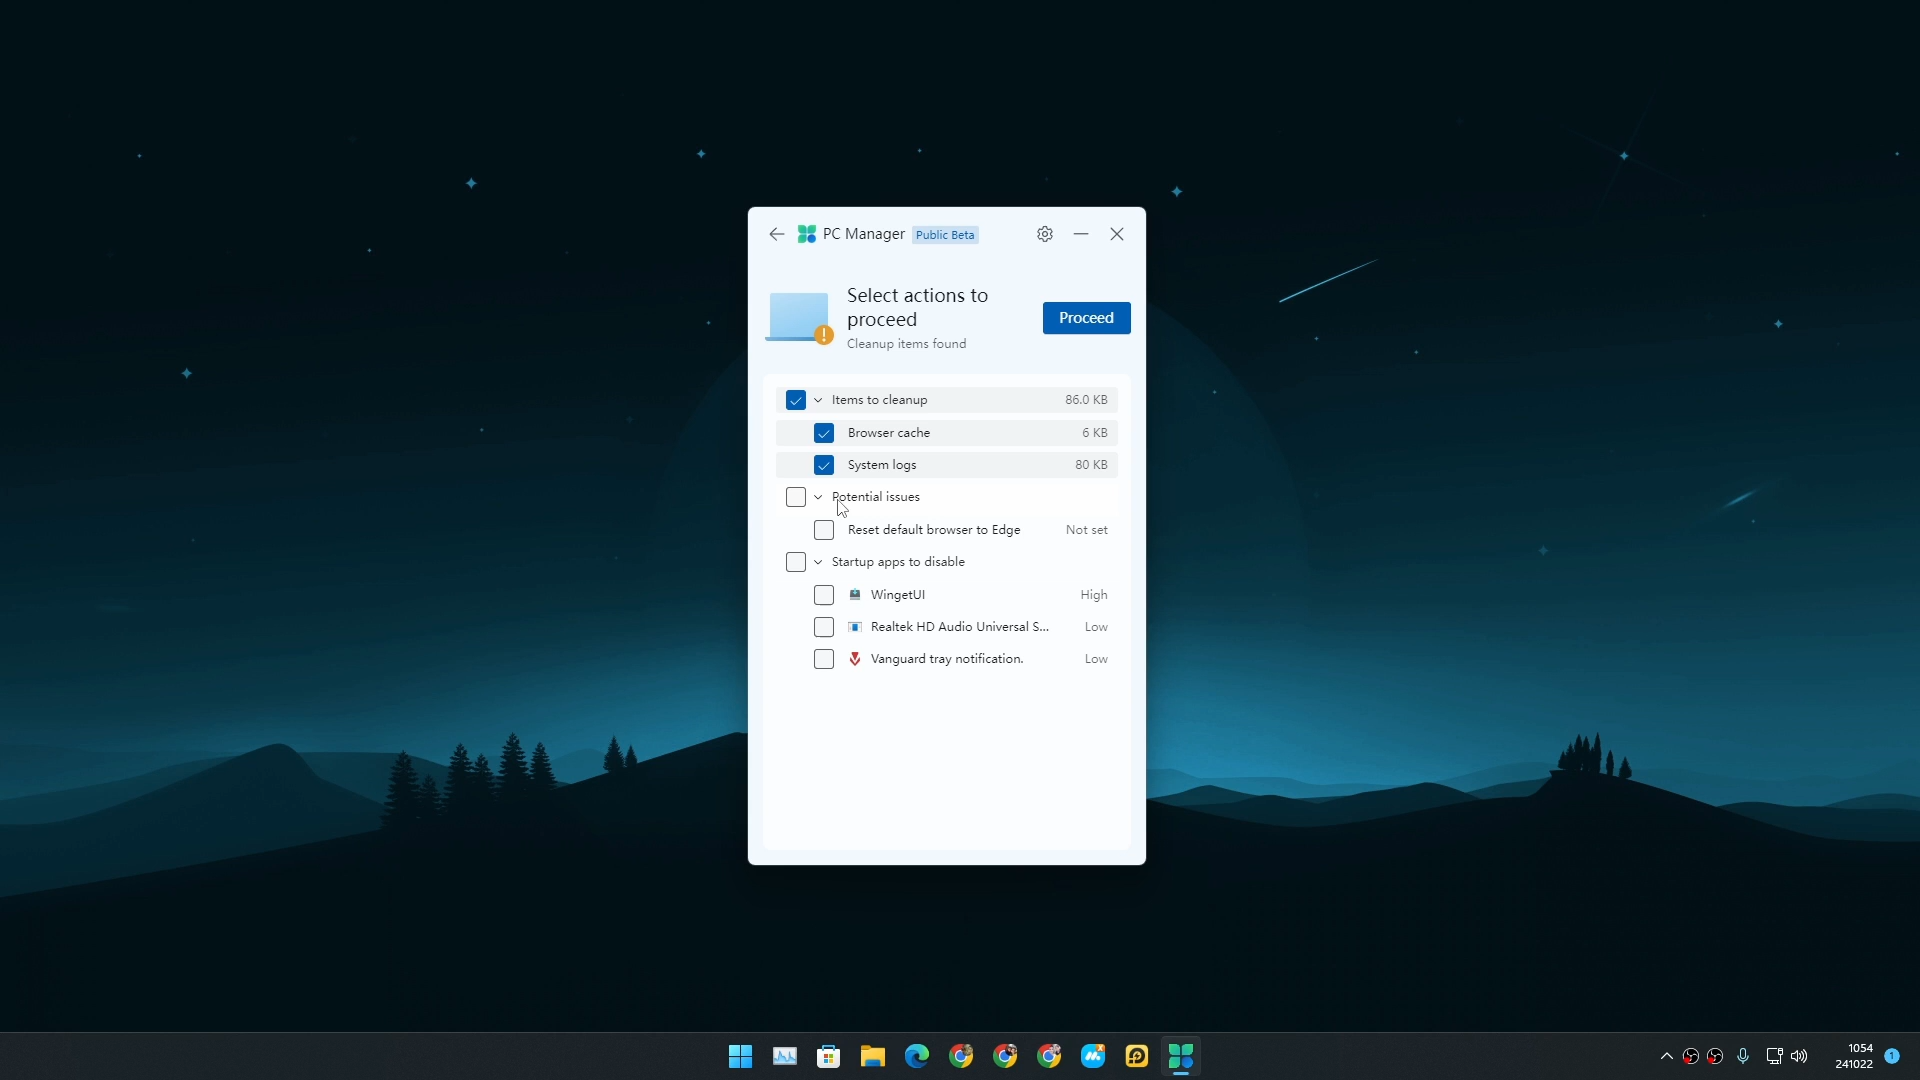 PC Manager Public Beta
Select actions to
proceed
Proceed
Cleanup items found
Items to cleanup 86.0 KB
Browser cache 6 KB
System logs 80 KB
Potential issues
Reset default browser to Edge Not set
Startup apps to disable
WingetUI High
Realtek HD Audio Universal S... Low
Vanguard tray notification. Low
1054
241022
1